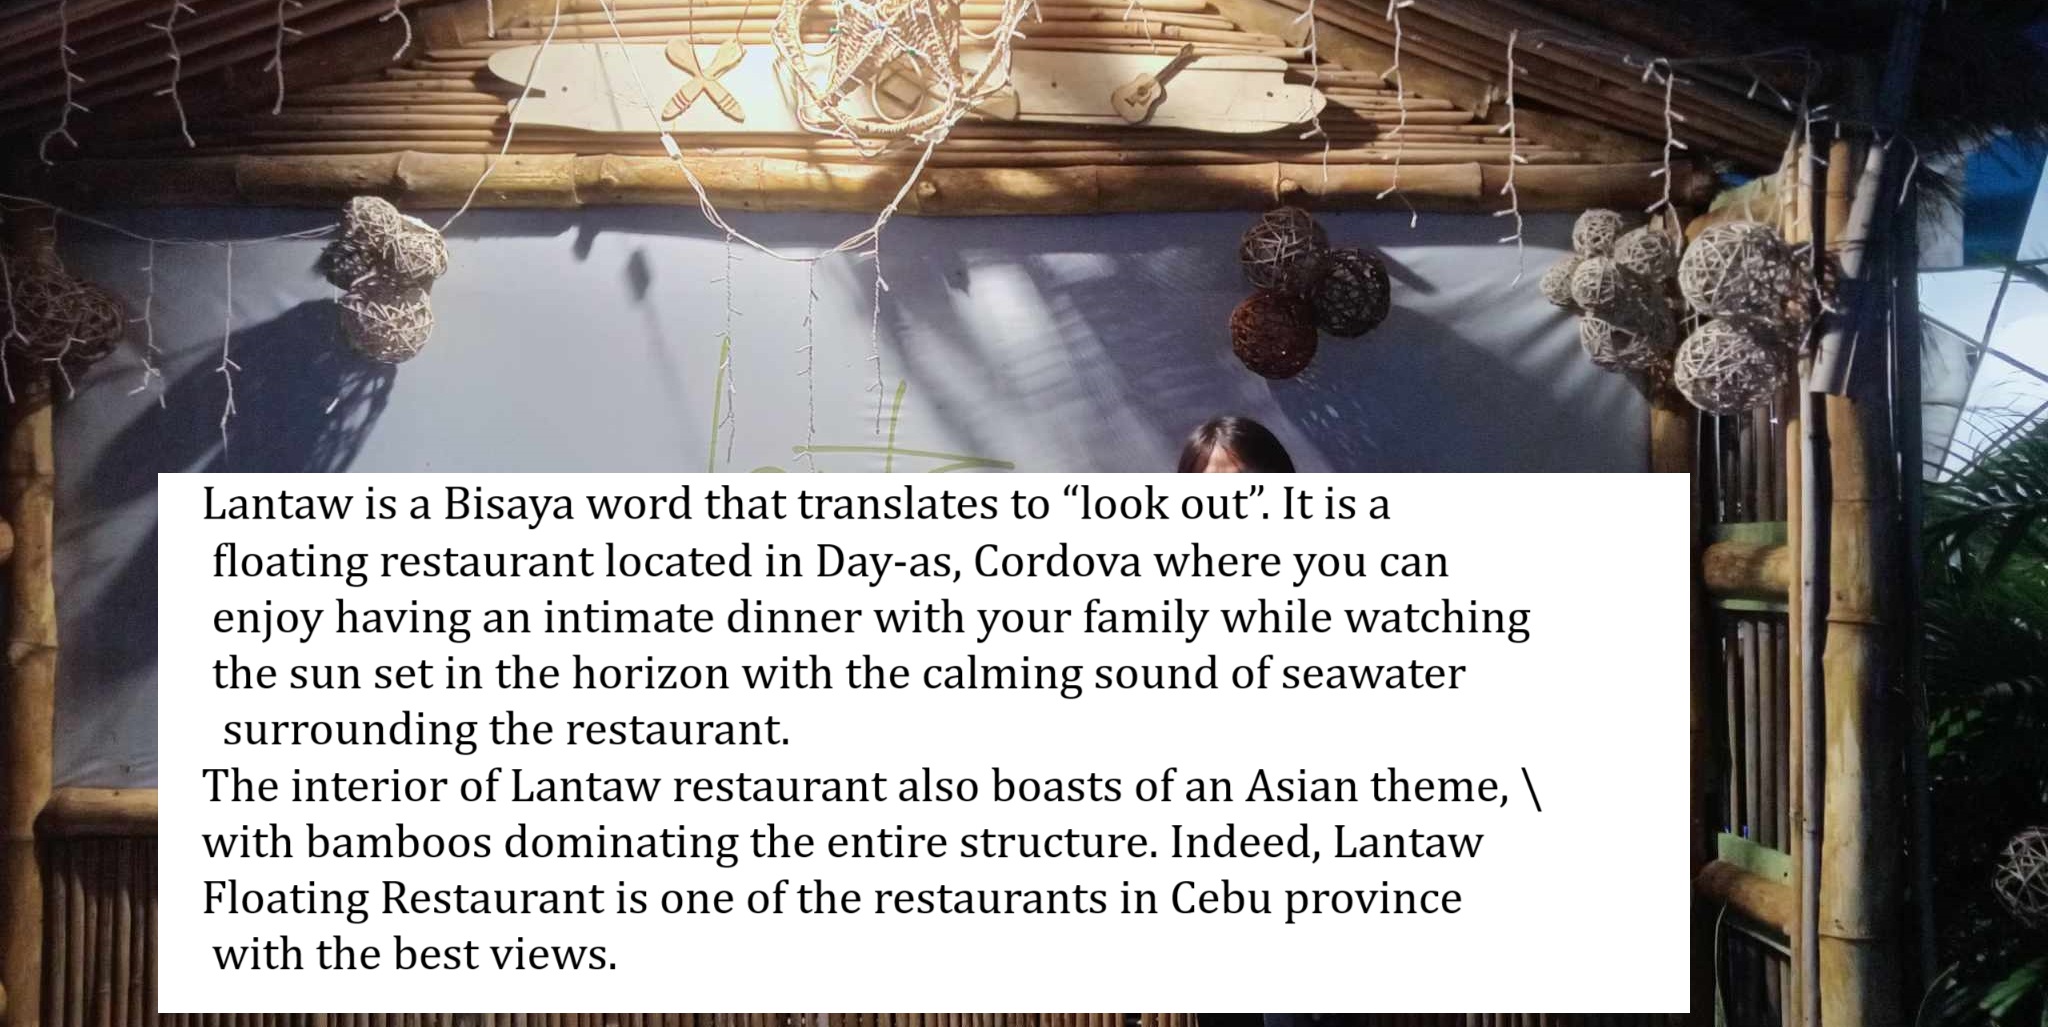 Lantaw is a Bisaya word that translates to “look out”. It is a
floating restaurant located in Day-as, Cordova where you can
enjoy having an intimate dinner with your family while watching
the sun set in the horizon with the calming sound of seawater
surrounding the restaurant.
The interior of Lantaw restaurant also boasts of an Asian theme, \
with bamboos dominating the entire structure. Indeed, Lantaw
Floating Restaurant is one of the restaurants in Cebu province
with the best views.